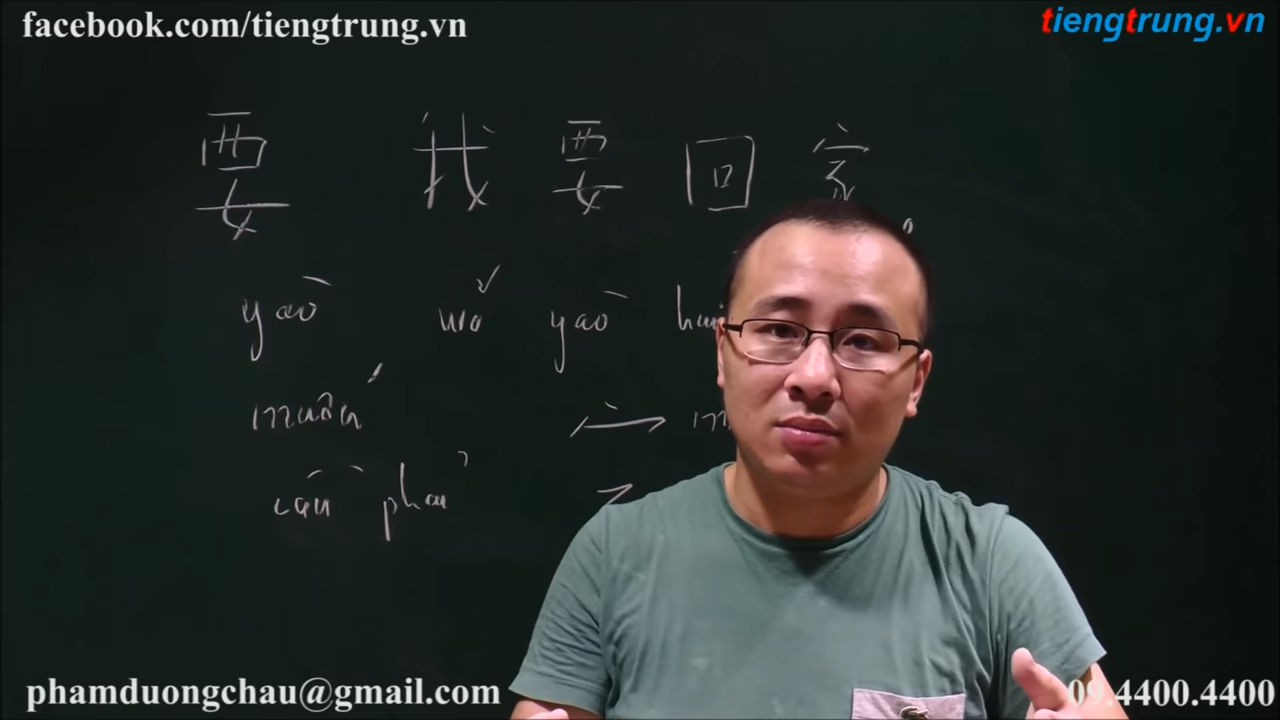 facebook.com/tiengtrung.vn
tiengtrung.vn
要 我 要 回 家
yaò wǒ yaò
muốn
cần phải
phamduongchau@gmail.com
09.4400.4400